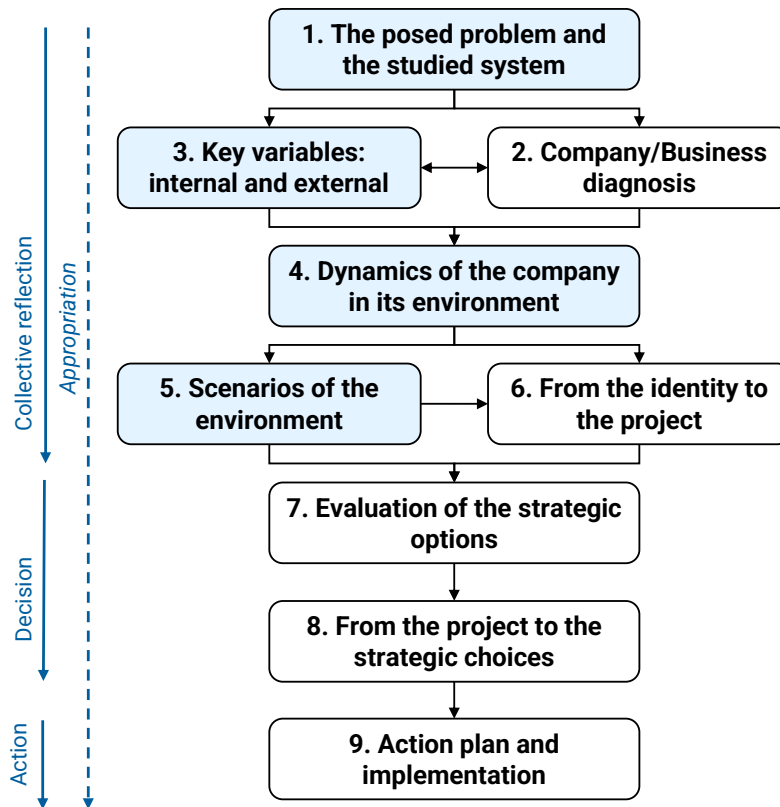 1. The posed problem and
the studied system
3. Key variables:
internal and external
2. Company/Business
diagnosis
4. Dynamics of the company
in its environment
5. Scenarios of the
environment
6. From the identity to
the project
7. Evaluation of the strategic
options
8. From the project to the
strategic choices
9. Action plan and
implementation
Collective reflection
Appropriation
Decision
Action